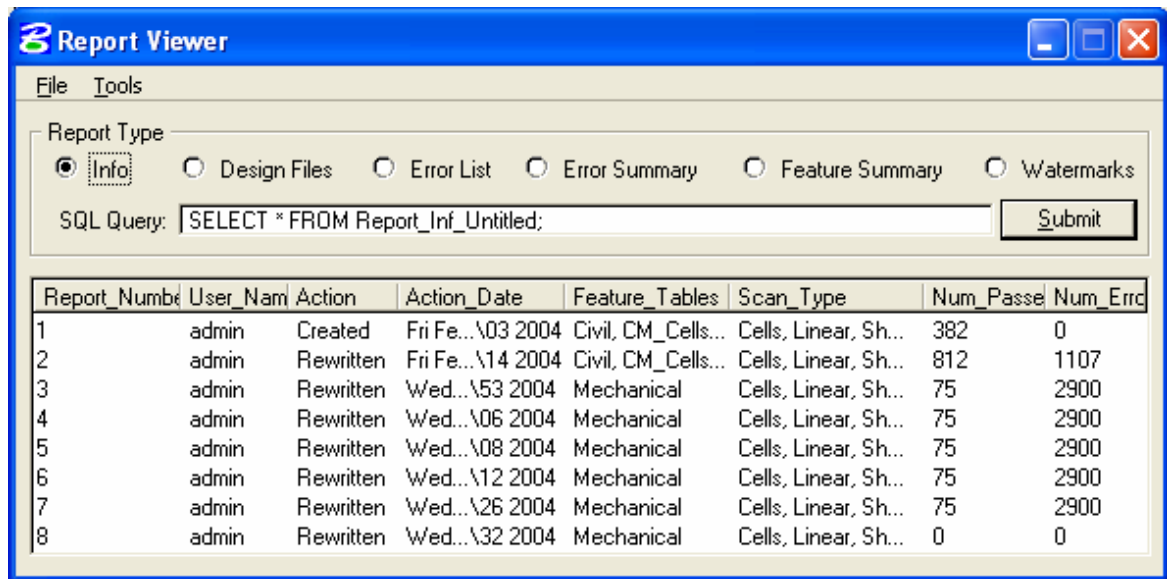 Report Viewer
File Tools
Report Type
Info Design Files Error List Error Summary Feature Summary Watermarks
SQL Query: SELECT * FROM Report_Inf_Untitled; Submit
Report_Numbe User_Nam Action Action_Date Feature_Tables Scan_Type Num_Passe Num_Erro
1 admin Created Fri Fe...\03 2004 Civil, CM_Cells... Cells, Linear, Sh... 382 0
2 admin Rewritten Fri Fe...\14 2004 Civil, CM_Cells... Cells, Linear, Sh... 812 1107
3 admin Rewritten Wed...\53 2004 Mechanical Cells, Linear, Sh... 75 2900
4 admin Rewritten Wed...\06 2004 Mechanical Cells, Linear, Sh... 75 2900
5 admin Rewritten Wed...\08 2004 Mechanical Cells, Linear, Sh... 75 2900
6 admin Rewritten Wed...\12 2004 Mechanical Cells, Linear, Sh... 75 2900
7 admin Rewritten Wed...\26 2004 Mechanical Cells, Linear, Sh... 75 2900
8 admin Rewritten Wed...\32 2004 Mechanical Cells, Linear, Sh... 0 0